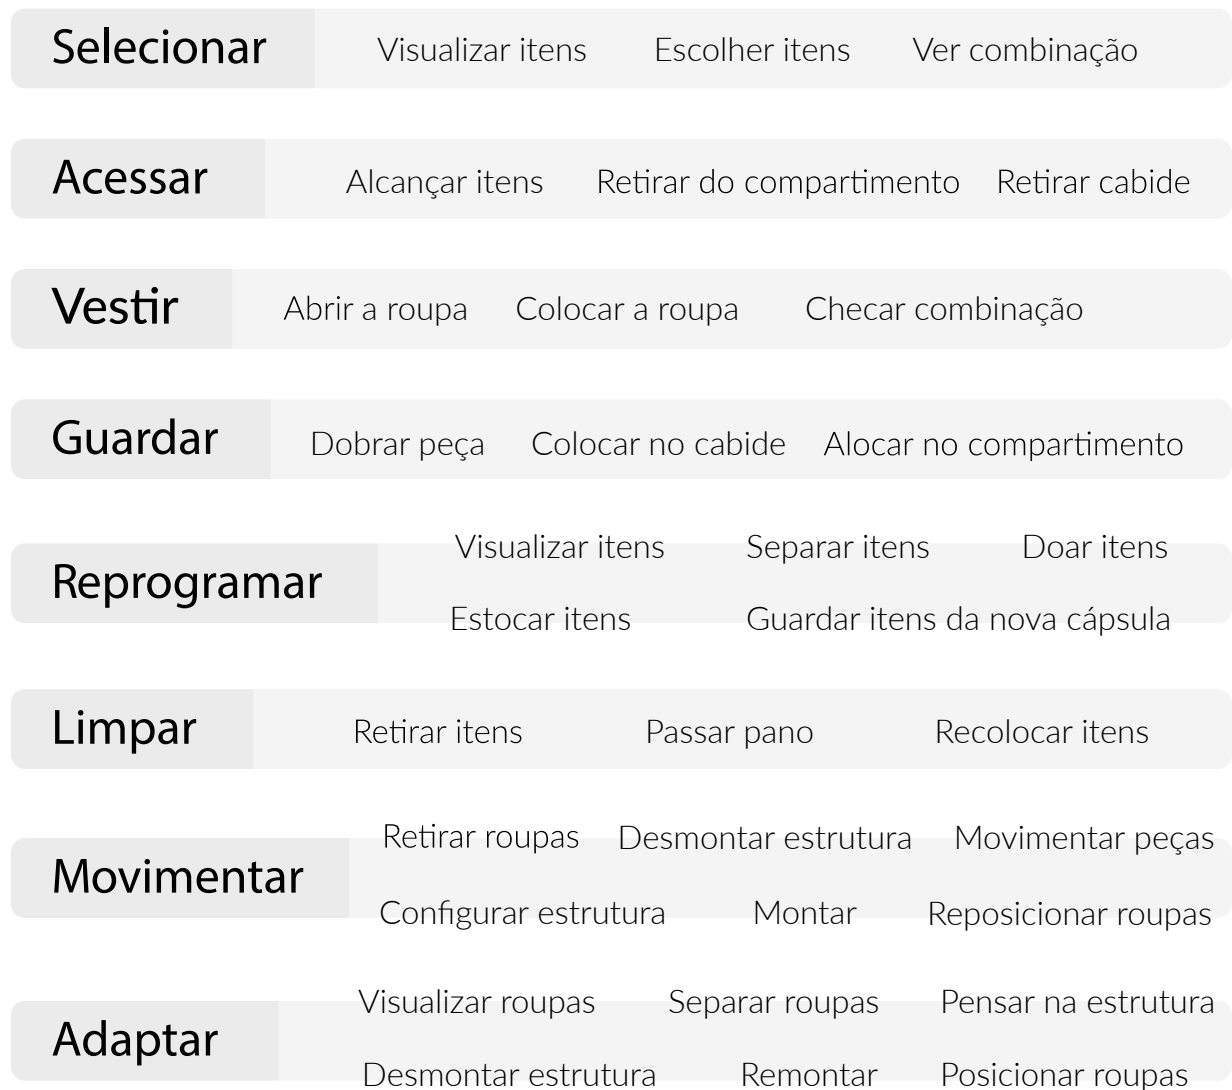 Selecionar Visualizar itens Escolher itens Ver combinação
Acessar Alcançar itens Retirar do compartimento Retirar cabide
Vestir Abrir a roupa Colocar a roupa Checar combinação
Guardar Dobrar peça Colocar no cabide Alocar no compartimento
Reprogramar
Visualizar itens Separar itens Doar itens
Estocar itens Guardar itens da nova cápsula
Limpar Retirar itens Passar pano Recolocar itens
Movimentar
Retirar roupas Desmontar estrutura Movimentar peças
Configurar estrutura Montar Reposicionar roupas
Adaptar
Visualizar roupas Separar roupas Pensar na estrutura
Desmontar estrutura Remontar Posicionar roupas